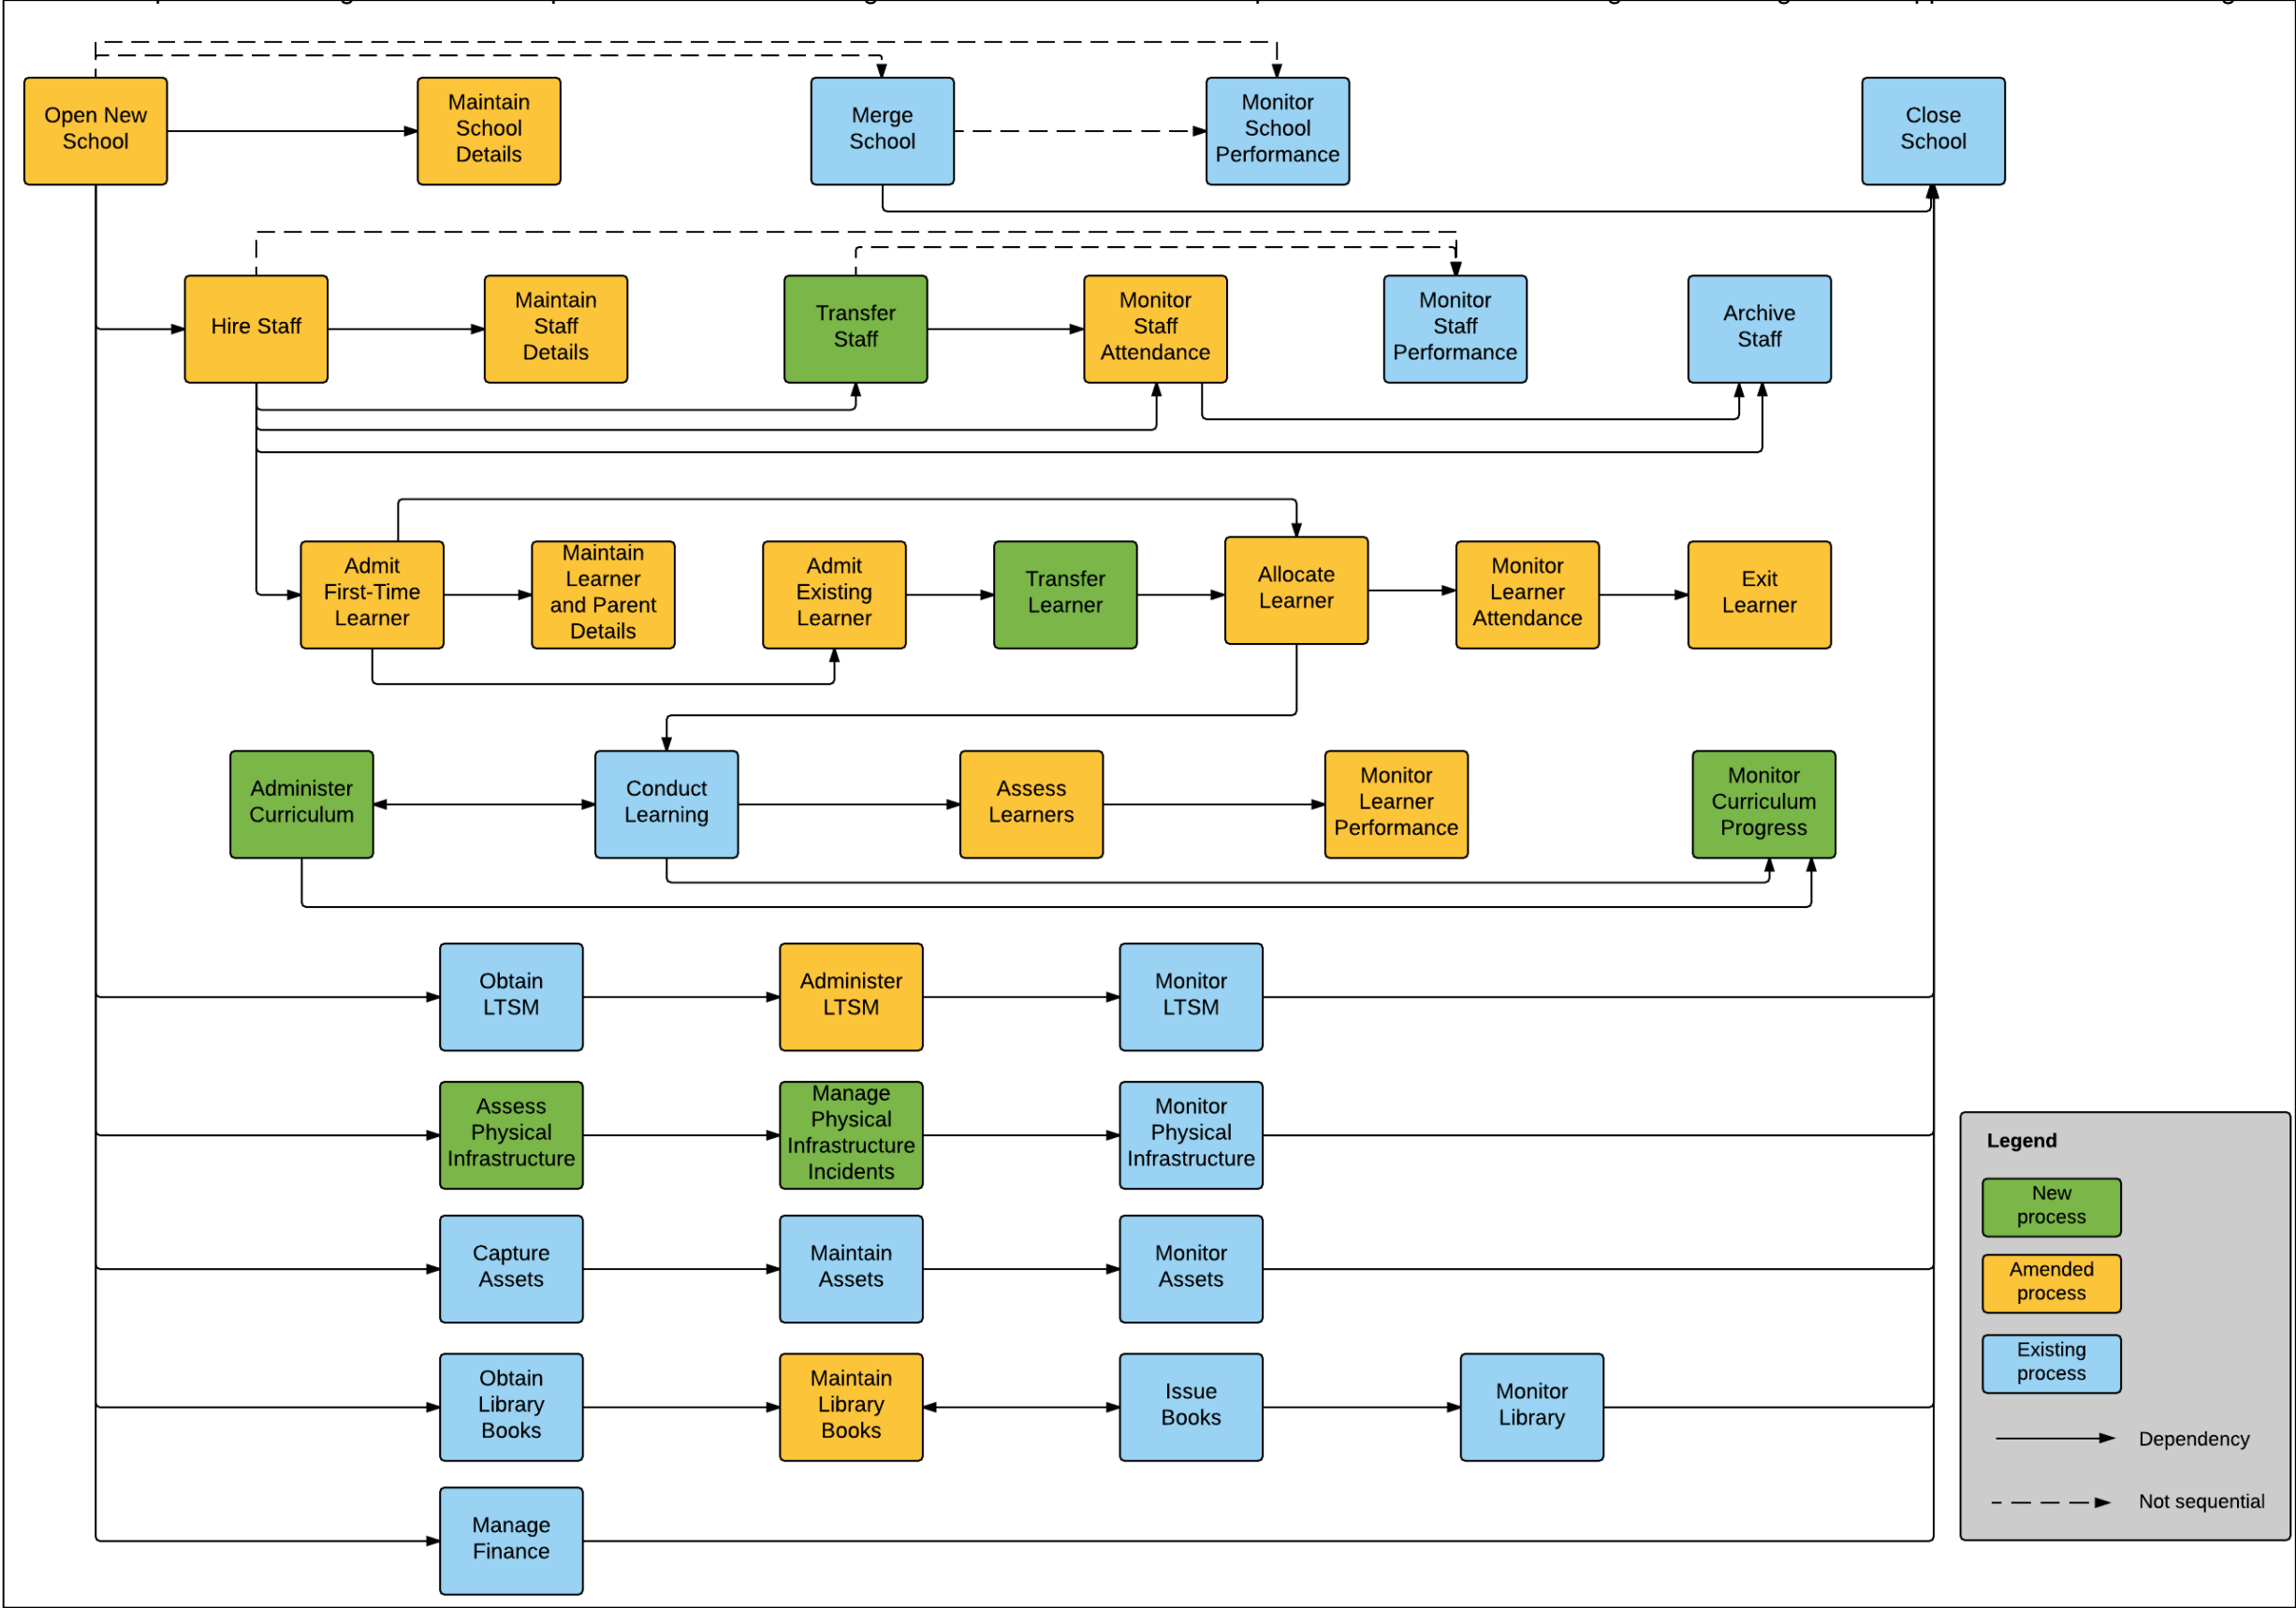 Open New
School
Maintain
School
Details
Merge
School
Monitor
School
Performance
Close
School
Hire Staff
Maintain
Staff
Details
Transfer
Staff
Monitor
Staff
Attendance
Monitor
Staff
Performance
Archive
Staff
Admit
First-Time
Learner
Maintain
Learner
and Parent
Details
Admit
Existing
Learner
Transfer
Learner
Allocate
Learner
Monitor
Learner
Attendance
Exit
Learner
Administer
Curriculum
Conduct
Learning
Assess
Learners
Monitor
Learner
Performance
Monitor
Curriculum
Progress
Obtain
LTSM
Administer
LTSM
Monitor
LTSM
Assess
Physical
Infrastructure
Manage
Physical
Infrastructure
Incidents
Monitor
Physical
Infrastructure
Capture
Assets
Maintain
Assets
Monitor
Assets
Obtain
Library
Books
Maintain
Library
Books
Issue
Books
Monitor
Library
Manage
Finance
Legend
New
process
Amended
process
Existing
process
Dependency
Not sequential